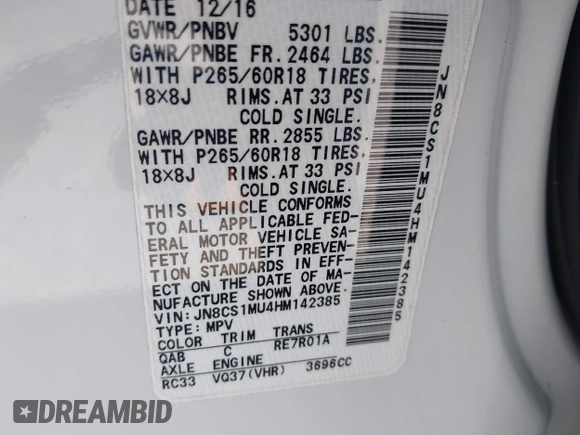 DATE 12/16
GVWR/PNBV 5301 LBS.
GAWR/PNBE FR. 2464 LBS.
WITH P265/60R18 TIRES,
18×8J RIMS. AT 33 PSI
COLD SINGLE.
GAWR/PNBE RR. 2855 LBS.
WITH P265/60R18 TIRES,
18×8J RIMS. AT 33 PSI
COLD SINGLE.
THIS VEHICLE CONFORMS
TO ALL APPLICABLE FED-
ERAL MOTOR VEHICLE SA-
FETY AND THEFT PREVEN-
TION STANDARDS IN EFF-
ECT ON THE DATE OF MA-
NUFACTURE SHOWN ABOVE.
VIN: JN8CS1MU4HM142385
TYPE: MPV
COLOR TRIM TRANS
QAB C RE7R01A
AXLE ENGINE
RC33 VQ37(VHR) 3696CC
JN8CS1MU4HM142385
DREAMBID